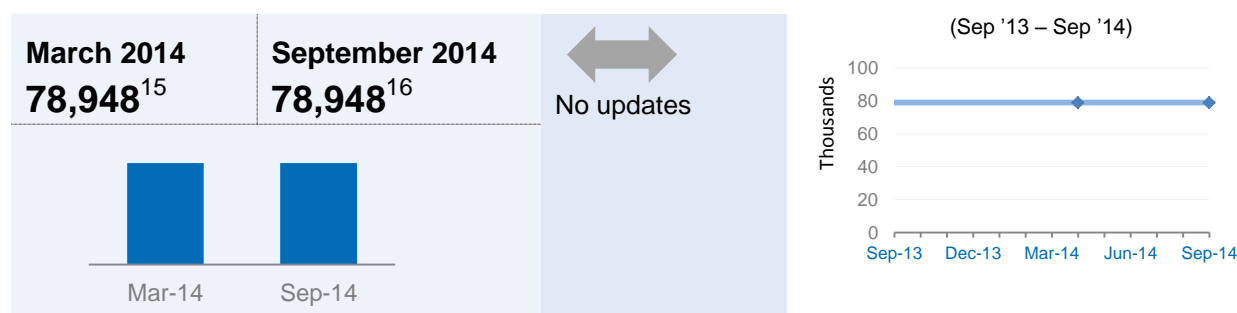 March 2014
78,948¹⁵
September 2014
78,948¹⁶
No updates
Mar-14
Sep-14
(Sep ’13 – Sep ’14)
Thousands
100
80
60
40
20
0
Sep-13 Dec-13 Mar-14 Jun-14 Sep-14